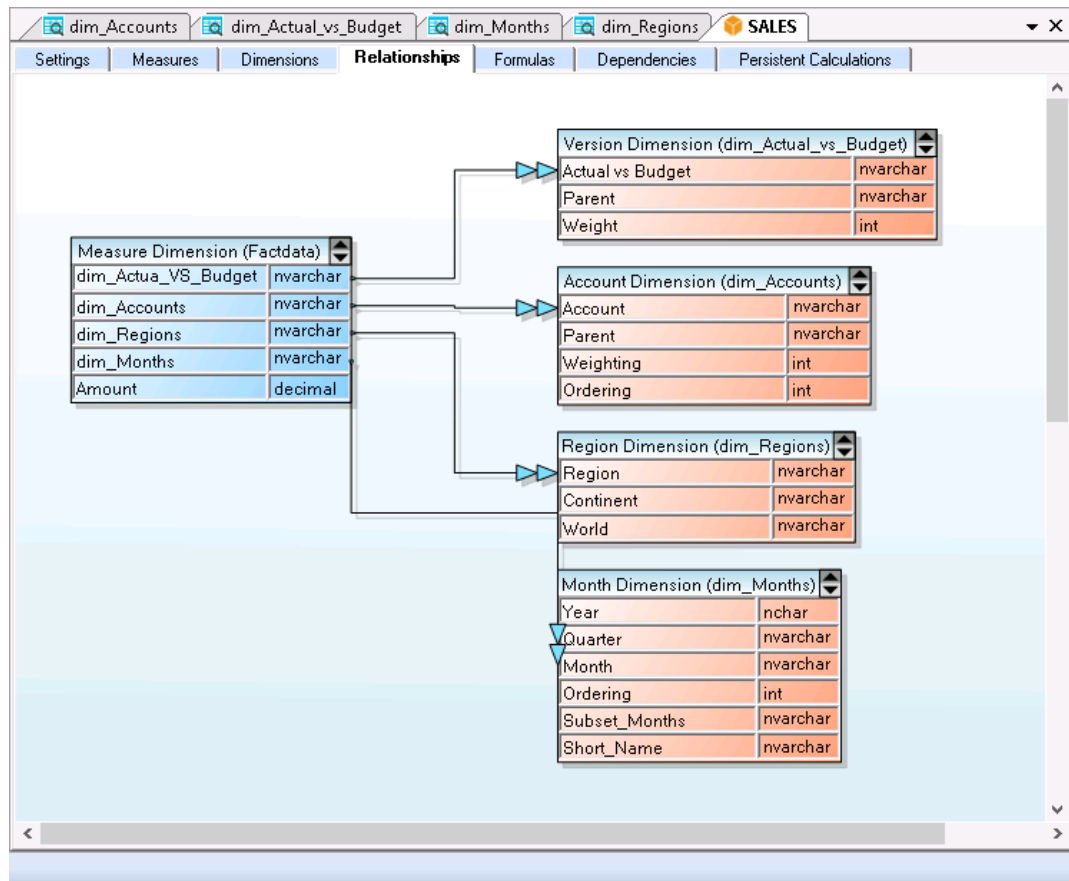 dim_Accounts dim_Actual_vs_Budget dim_Months dim_Regions SALES
Settings Measures Dimensions Relationships Formulas Dependencies Persistent Calculations
Version Dimension (dim_Actual_vs_Budget)
Actual vs Budget nvarchar
Parent nvarchar
Weight int
Measure Dimension (Factdata)
dim_Actua_VS_Budget nvarchar
dim_Accounts nvarchar
dim_Regions nvarchar
dim_Months nvarchar
Amount decimal
Account Dimension (dim_Accounts)
Account nvarchar
Parent nvarchar
Weighting int
Ordering int
Region Dimension (dim_Regions)
Region nvarchar
Continent nvarchar
World nvarchar
Month Dimension (dim_Months)
Year nchar
Quarter nvarchar
Month nvarchar
Ordering int
Subset_Months nvarchar
Short_Name nvarchar